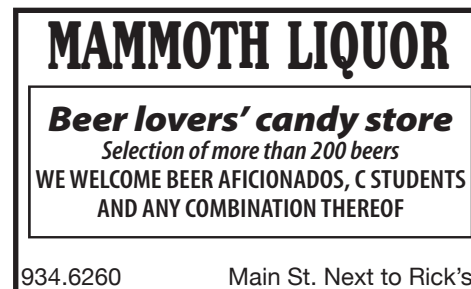 MAMMOTH LIQUOR
Beer lovers' candy store
Selection of more than 200 beers
WE WELCOME BEER AFICIONADOS, C STUDENTS
AND ANY COMBINATION THEREOF
934.6260 Main St. Next to Rick's